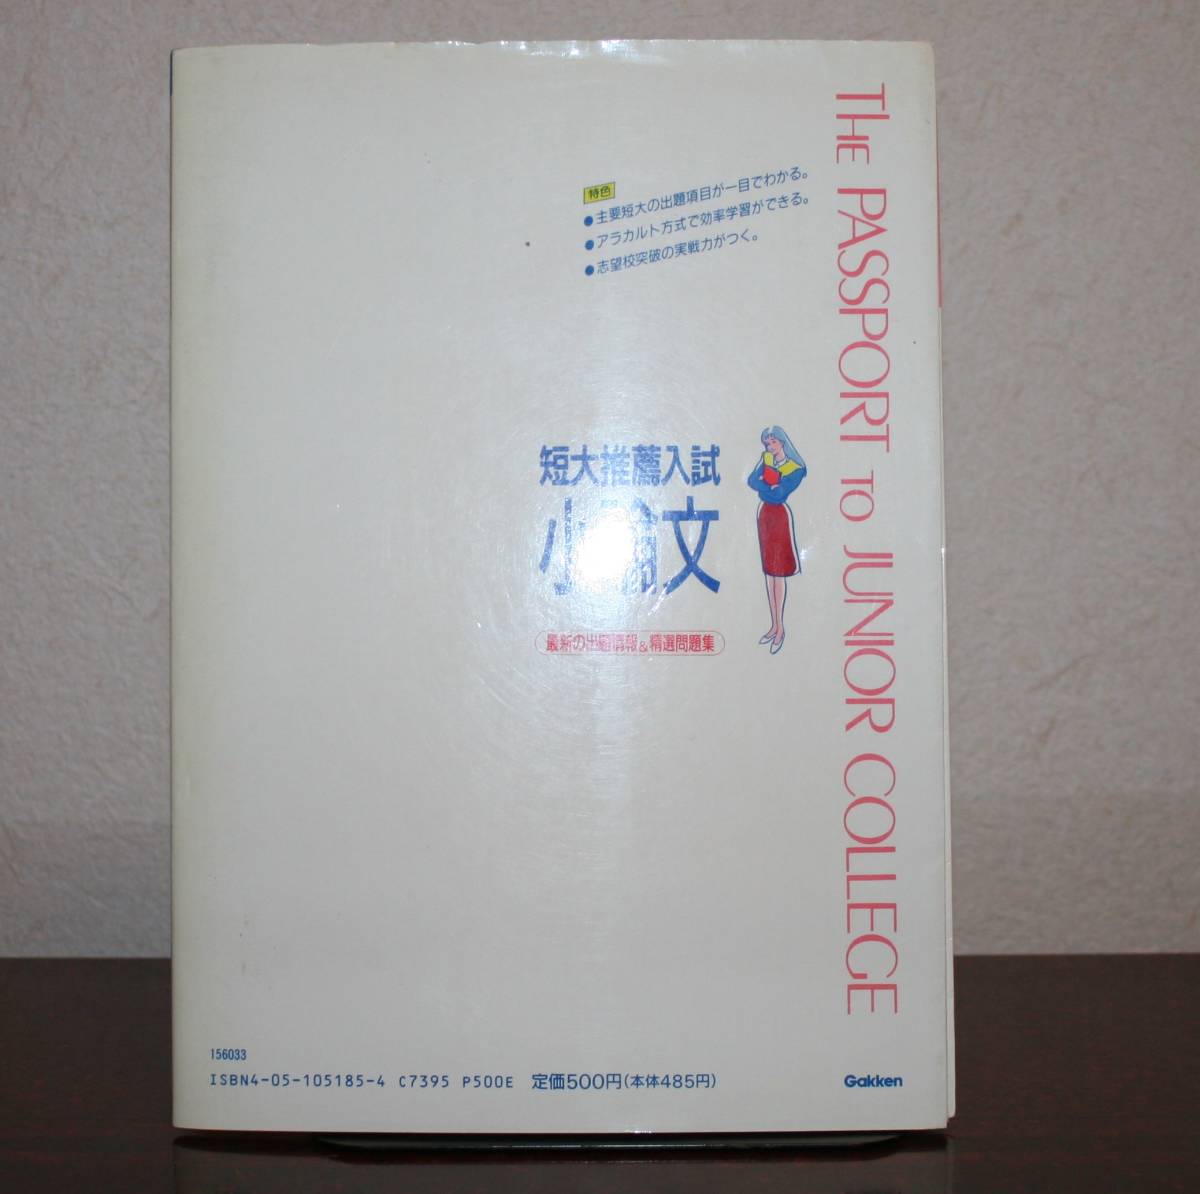 THE PASSPORT TO JUNIOR COLLEGE
特色
●主要短大の出題項目が一目でわかる。
●アラカルト方式で効率学習ができる。
●志望校突破の実戦力がつく。
短大推薦入試
小論文
最新の出題情報&精選問題集
156033
ISBN4-05-105185-4 C7395 P500E 定価500円(本体485円)
Gakken